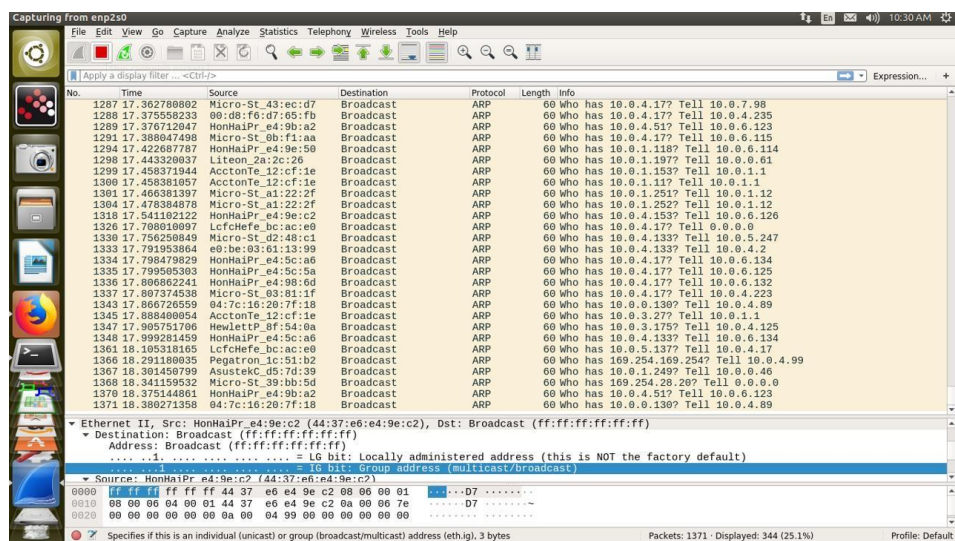 Capturing from enp2s0
En
10:30 AM
File Edit View Go Capture Analyze Statistics Telephony Wireless Tools Help
Apply a display filter ... <Ctrl-/>
Expression...
+
No. Time Source Destination Protocol Length Info
1287 17.362780802 Micro-St_43:ec:d7 Broadcast ARP 60 Who has 10.0.4.17? Tell 10.0.7.98
1288 17.375558233 00:d8:f6:d7:65:fb Broadcast ARP 60 Who has 10.0.4.17? Tell 10.0.4.235
1289 17.376712047 HonHaiPr_e4:9b:a2 Broadcast ARP 60 Who has 10.0.4.51? Tell 10.0.6.123
1291 17.388047498 Micro-St_0b:f1:aa Broadcast ARP 60 Who has 10.0.4.17? Tell 10.0.6.115
1294 17.422687787 HonHaiPr_e4:9e:50 Broadcast ARP 60 Who has 10.0.1.118? Tell 10.0.6.114
1298 17.443320037 Liteon_2a:2c:26 Broadcast ARP 60 Who has 10.0.1.197? Tell 10.0.0.61
1299 17.458371944 AcctonTe_12:cf:1e Broadcast ARP 60 Who has 10.0.1.153? Tell 10.0.1.1
1300 17.458381057 AcctonTe_12:cf:1e Broadcast ARP 60 Who has 10.0.1.11? Tell 10.0.1.1
1301 17.466381397 Micro-St_a1:22:2f Broadcast ARP 60 Who has 10.0.1.251? Tell 10.0.1.12
1304 17.478384878 Micro-St_a1:22:2f Broadcast ARP 60 Who has 10.0.1.252? Tell 10.0.1.12
1318 17.541102122 HonHaiPr_e4:9e:c2 Broadcast ARP 60 Who has 10.0.4.153? Tell 10.0.6.126
1326 17.708010097 LcfcHefe_bc:ac:e0 Broadcast ARP 60 Who has 10.0.4.17? Tell 0.0.0.0
1330 17.756250849 Micro-St_d2:48:c1 Broadcast ARP 60 Who has 10.0.4.133? Tell 10.0.5.247
1333 17.791953864 e0:be:03:61:13:99 Broadcast ARP 60 Who has 10.0.4.133? Tell 10.0.4.2
1334 17.798479829 HonHaiPr_e4:5c:a6 Broadcast ARP 60 Who has 10.0.4.17? Tell 10.0.6.134
1335 17.799505303 HonHaiPr_e4:5c:5a Broadcast ARP 60 Who has 10.0.4.17? Tell 10.0.6.125
1336 17.806862241 HonHaiPr_e4:98:6d Broadcast ARP 60 Who has 10.0.4.17? Tell 10.0.6.132
1337 17.807374538 Micro-St_03:81:1f Broadcast ARP 60 Who has 10.0.4.17? Tell 10.0.4.223
1343 17.866726559 04:7c:16:20:7f:18 Broadcast ARP 60 Who has 10.0.0.130? Tell 10.0.4.89
1345 17.888400054 AcctonTe_12:cf:1e Broadcast ARP 60 Who has 10.0.3.27? Tell 10.0.1.1
1347 17.905751706 HewlettP_8f:54:0a Broadcast ARP 60 Who has 10.0.3.175? Tell 10.0.4.125
1348 17.999281459 HonHaiPr_e4:5c:a6 Broadcast ARP 60 Who has 10.0.4.133? Tell 10.0.6.134
1361 18.105318165 LcfcHefe_bc:ac:e0 Broadcast ARP 60 Who has 10.0.5.137? Tell 10.0.4.17
1366 18.291180035 Pegatron_1c:51:b2 Broadcast ARP 60 Who has 169.254.169.254? Tell 10.0.4.99
1367 18.301450799 AsustekC_d5:7d:39 Broadcast ARP 60 Who has 10.0.1.249? Tell 10.0.0.46
1368 18.341159532 Micro-St_39:bb:5d Broadcast ARP 60 Who has 169.254.28.20? Tell 0.0.0.0
1370 18.375144861 HonHaiPr_e4:9b:a2 Broadcast ARP 60 Who has 10.0.4.51? Tell 10.0.6.123
1371 18.380271358 04:7c:16:20:7f:18 Broadcast ARP 60 Who has 10.0.0.130? Tell 10.0.4.89
Ethernet II, Src: HonHaiPr_e4:9e:c2 (44:37:e6:e4:9e:c2), Dst: Broadcast (ff:ff:ff:ff:ff:ff)
Destination: Broadcast (ff:ff:ff:ff:ff:ff)
Address: Broadcast (ff:ff:ff:ff:ff:ff)
.... ..1. .... .... .... .... = LG bit: Locally administered address (this is NOT the factory default)
.... ...1 .... .... .... .... = IG bit: Group address (multicast/broadcast)
Source: HonHaiPr_e4:9e:c2 (44:37:e6:e4:9e:c2)
0000 ff ff ff ff ff ff 44 37 e6 e4 9e c2 08 06 00 01 ······D7 ········
0010 08 00 06 04 00 01 44 37 e6 e4 9e c2 0a 00 06 7e ······D7 ·······~
0020 00 00 00 00 00 00 0a 00 04 99 00 00 00 00 00 00 ········ ········
Specifies if this is an individual (unicast) or group (broadcast/multicast) address (eth.ig), 3 bytes
Packets: 1371 · Displayed: 344 (25.1%)
Profile: Default